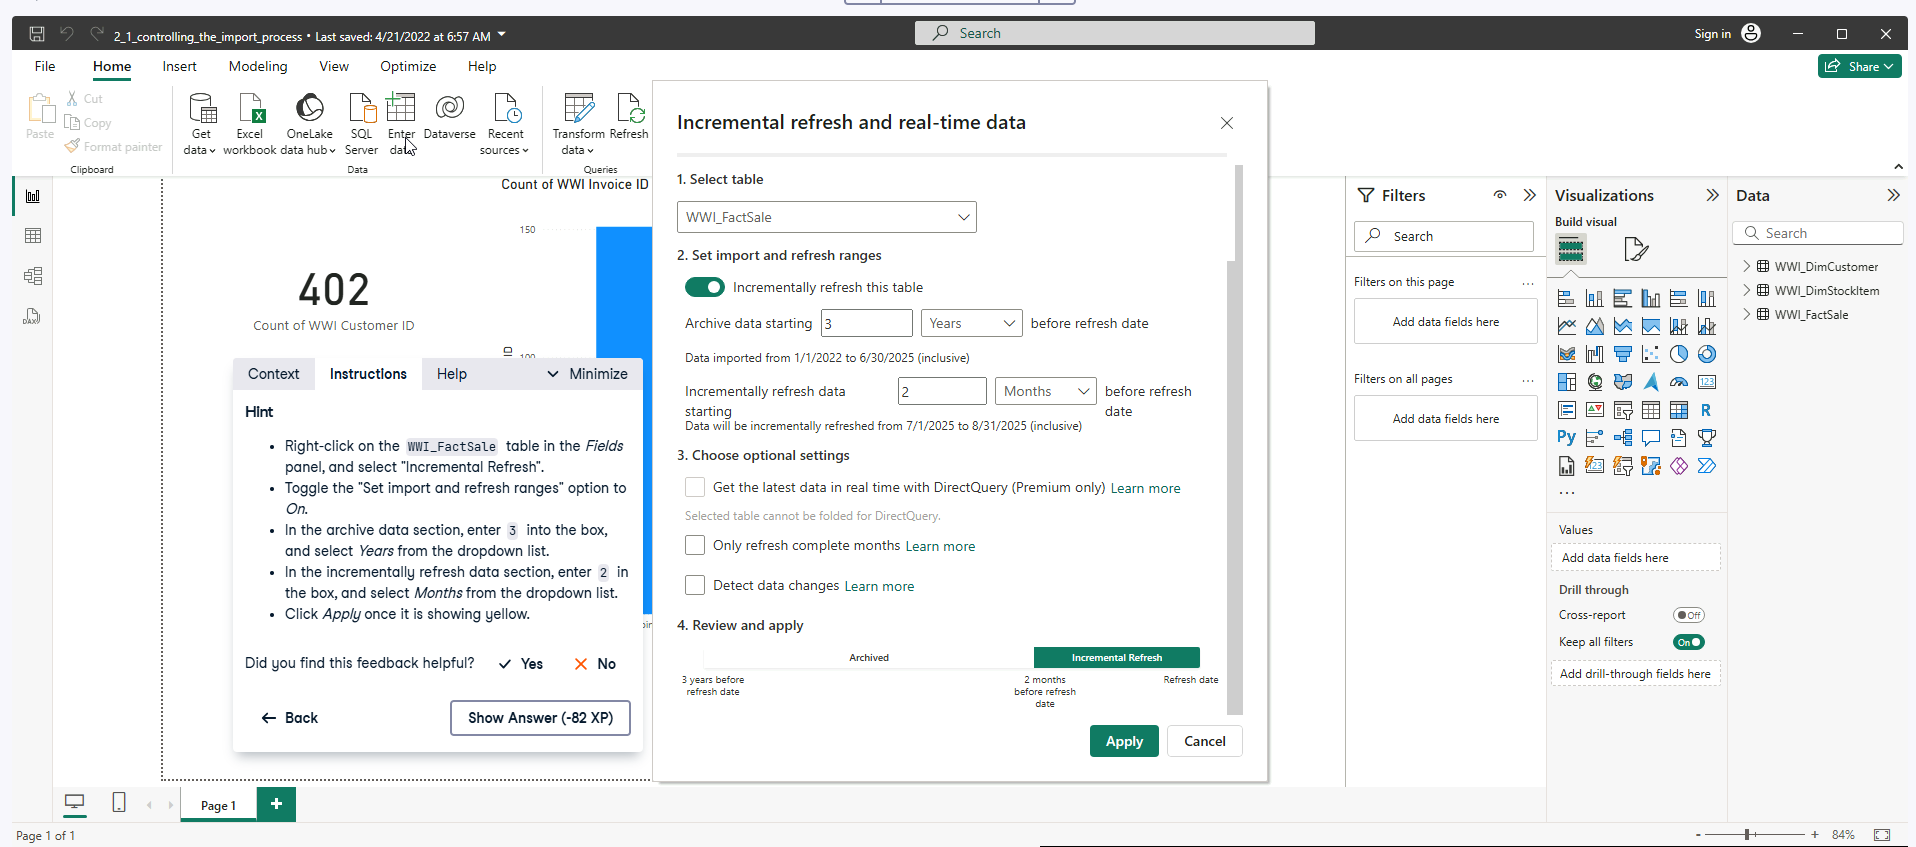 2_1_controlling_the_import_process • Last saved: 4/21/2022 at 6:57 AM
Search
Sign in
File Home Insert Modeling View Optimize Help
Share
Paste
Cut
Copy
Format painter
Clipboard
Get data
Excel workbook
OneLake data hub
SQL Server
Enter data
Dataverse
Recent sources
Data
Transform data
Refresh
Queries
Count of WWI Invoice ID
150
100
402
Count of WWI Customer ID
Context Instructions Help Minimize
Hint
• Right-click on the WWI_FactSale table in the Fields
panel, and select "Incremental Refresh".
• Toggle the "Set import and refresh ranges" option to
On.
• In the archive data section, enter 3 into the box,
and select Years from the dropdown list.
• In the incrementally refresh data section, enter 2 in
the box, and select Months from the dropdown list.
• Click Apply once it is showing yellow.
Did you find this feedback helpful? Yes No
Back
Show Answer (-82 XP)
Incremental refresh and real-time data
1. Select table
WWI_FactSale
2. Set import and refresh ranges
Incrementally refresh this table
Archive data starting 3 Years before refresh date
Data imported from 1/1/2022 to 6/30/2025 (inclusive)
Incrementally refresh data starting 2 Months before refresh date
Data will be incrementally refreshed from 7/1/2025 to 8/31/2025 (inclusive)
3. Choose optional settings
Get the latest data in real time with DirectQuery (Premium only) Learn more
Selected table cannot be folded for DirectQuery.
Only refresh complete months Learn more
Detect data changes Learn more
4. Review and apply
Archived
Incremental Refresh
3 years before
refresh date
2 months
before refresh
date
Refresh date
Apply Cancel
Filters
Search
Filters on this page ...
Add data fields here
Filters on all pages ...
Add data fields here
Visualizations
Build visual
123
R
Py
123
...
Values
Add data fields here
Drill through
Cross-report Off
Keep all filters On
Add drill-through fields here
Data
Search
WWI_DimCustomer
WWI_DimStockItem
WWI_FactSale
DAX
Page 1
+
Page 1 of 1
- + 84%